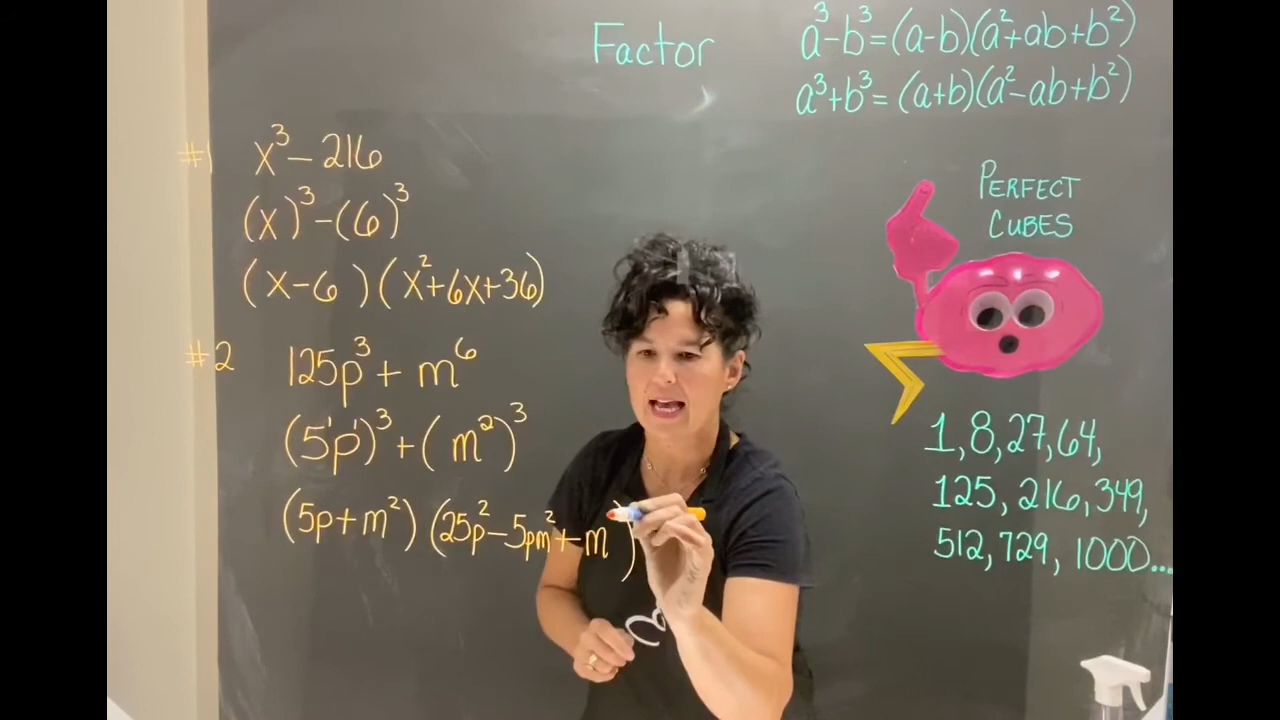 Factor
a³-b³=(a-b)(a²+ab+b²)
a³+b³=(a+b)(a²-ab+b²)
#1 x³-216
(x)³-(6)³
(x-6)(x²+6x+36)
#2 125p³+m⁶
(5¹p¹)³+(m²)³
(5p+m²)(25p²-5pm²+m)
PERFECT
CUBES
1,8,27,64,
125,216,349,
512,729,1000...